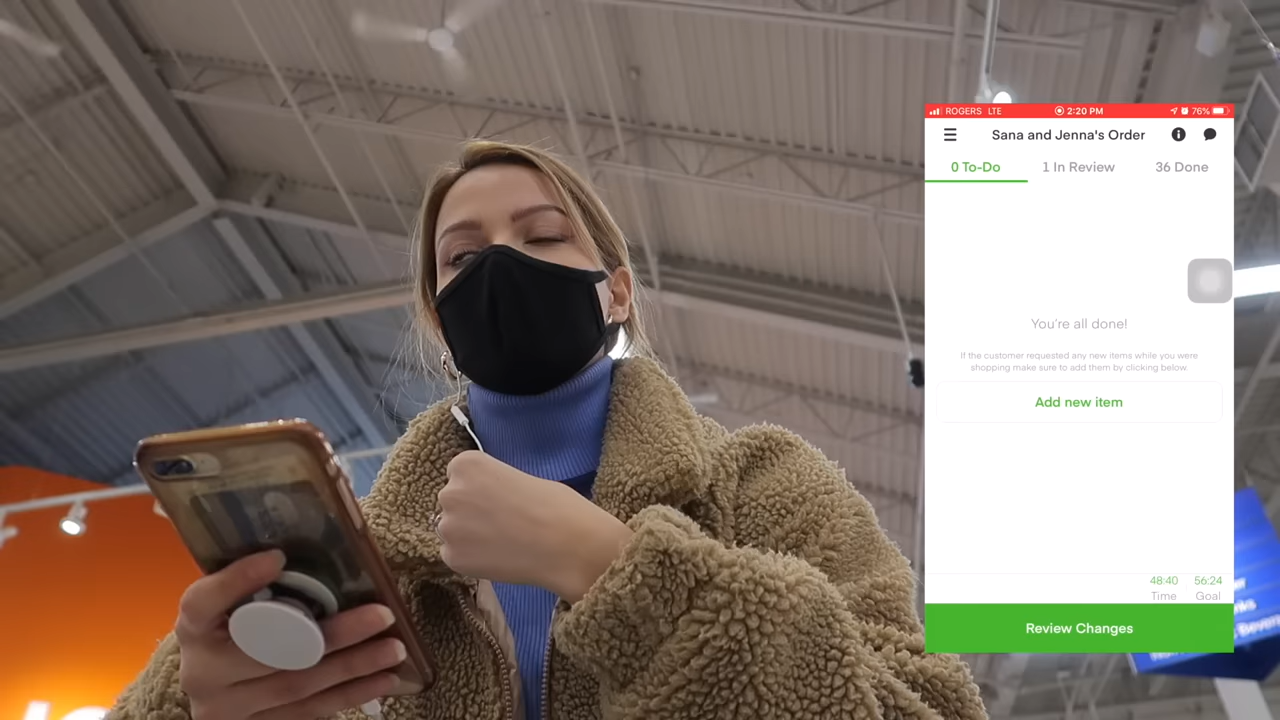 ROGERS LTE 2:20 PM 76%
Sana and Jenna's Order
0 To-Do 1 In Review 36 Done
You're all done!
If the customer requested any new items while you were
shopping make sure to add them by clicking below.
Add new item
48:40 56:24
Time Goal
Review Changes